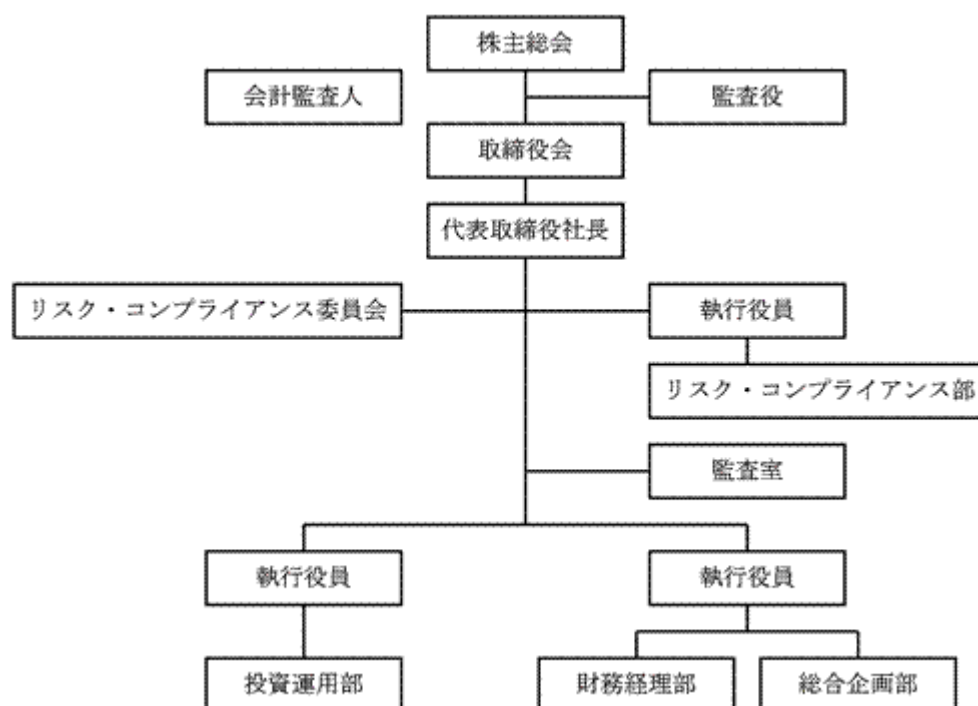 株主総会
会計監査人
監査役
取締役会
代表取締役社長
リスク・コンプライアンス委員会
執行役員
リスク・コンプライアンス部
監査室
執行役員
執行役員
投資運用部
財務経理部
総合企画部